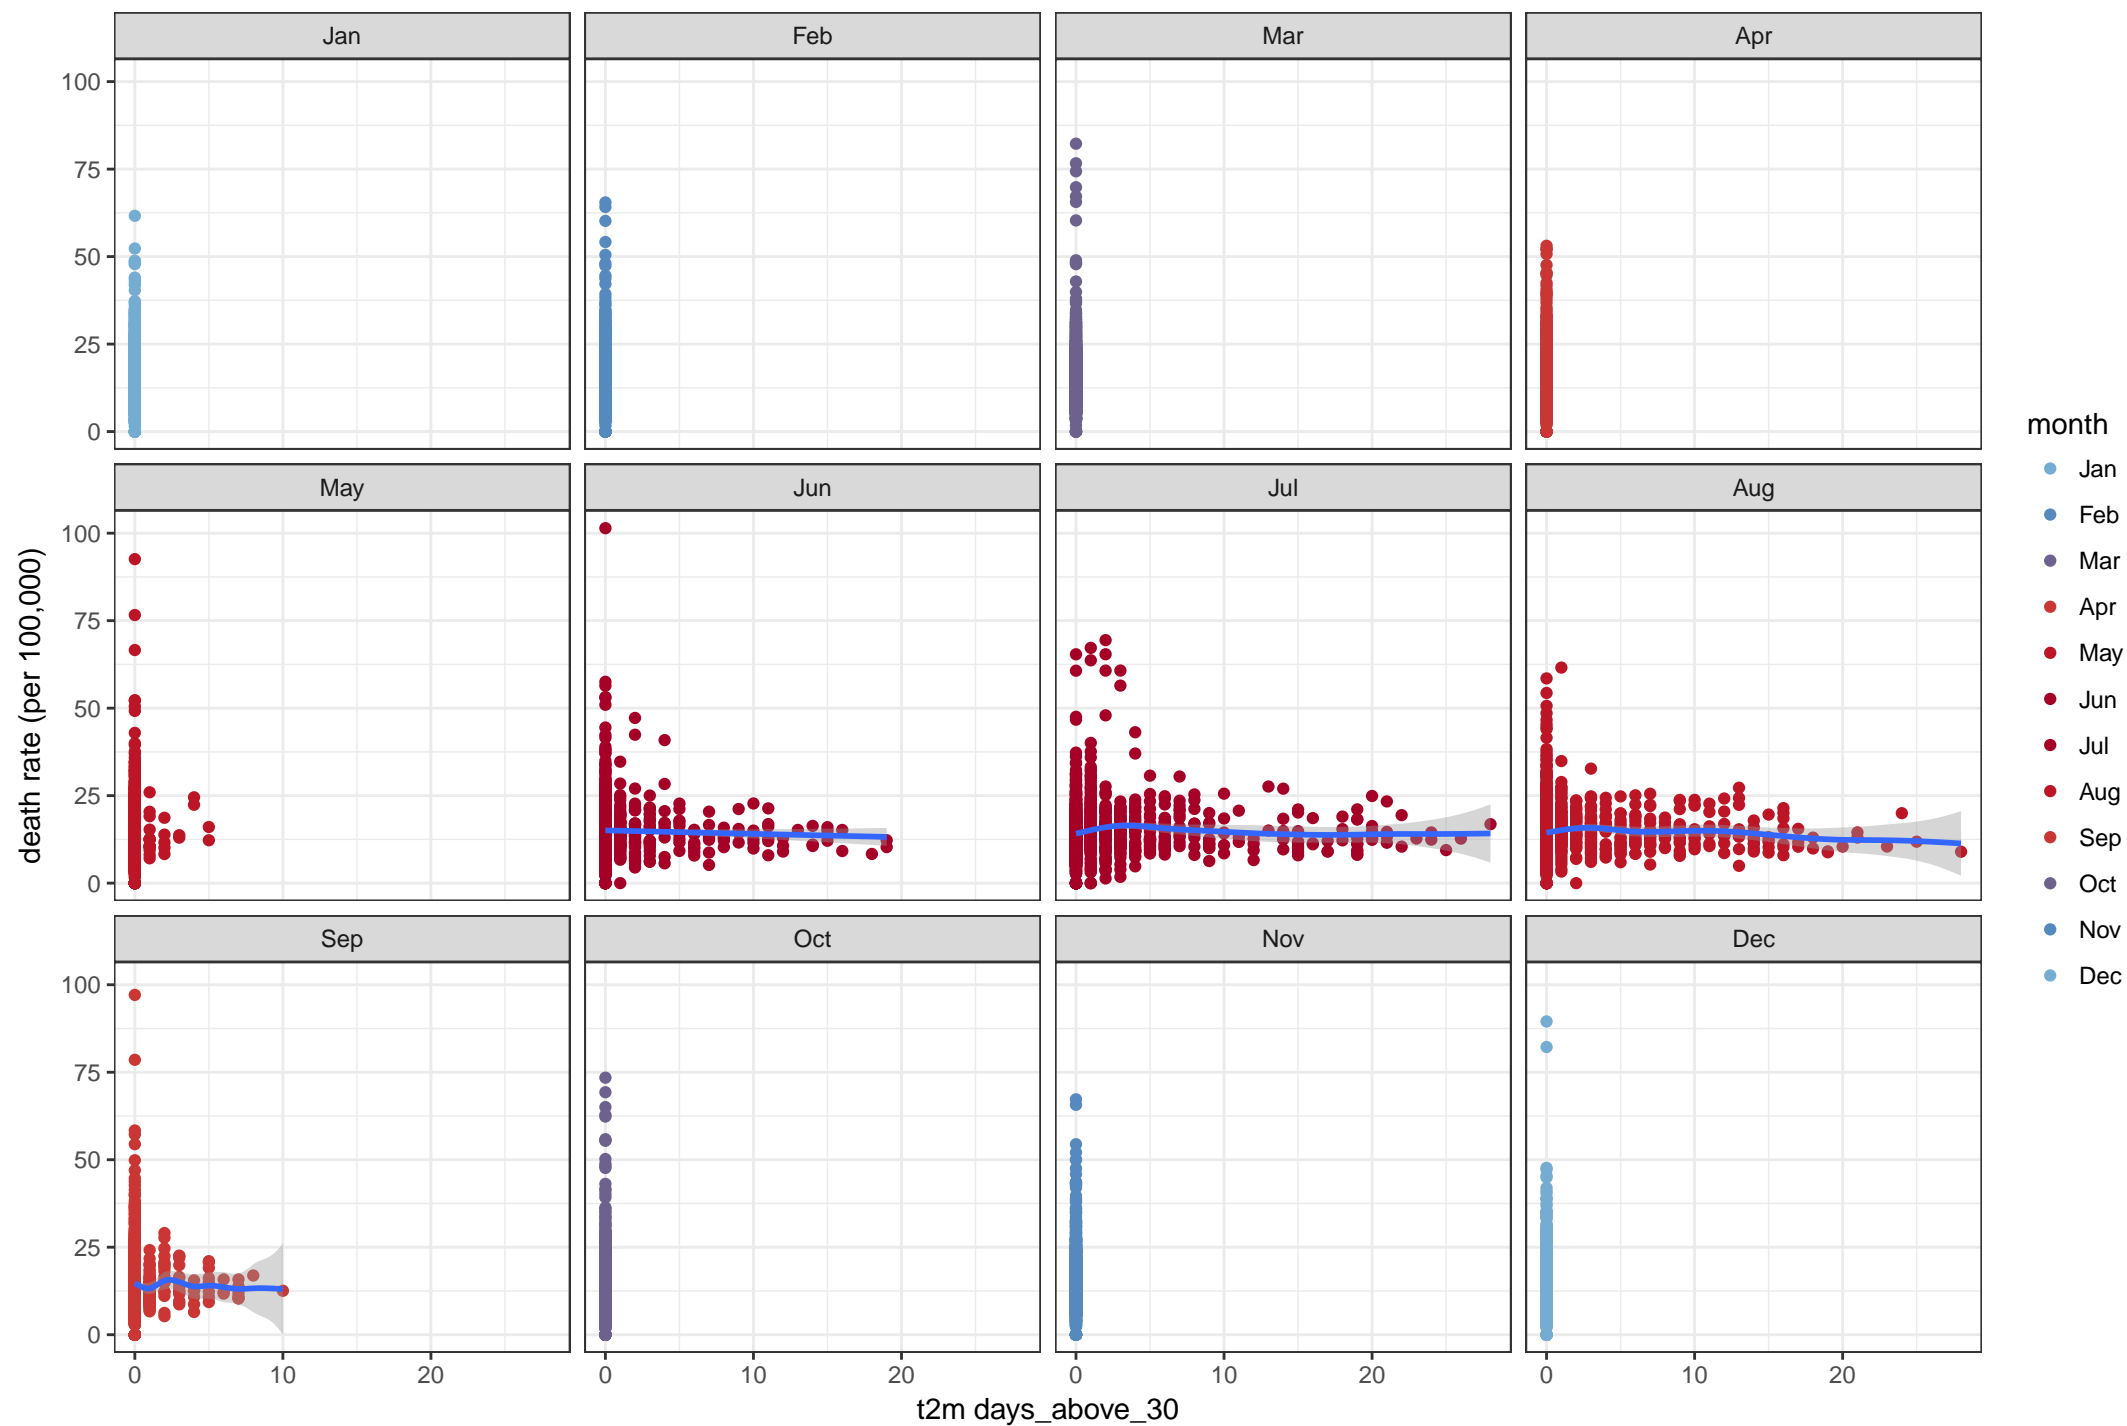 Jan Feb Mar Apr
100
75
50
25
0
May Jun Jul Aug
100
75
50
25
0
Sep Oct Nov Dec
100
75
50
25
0
0 10 20 0 10 20 0 10 20 0 10 20
t2m days_above_30
death rate (per 100,000)
month
Jan
Feb
Mar
Apr
May
Jun
Jul
Aug
Sep
Oct
Nov
Dec